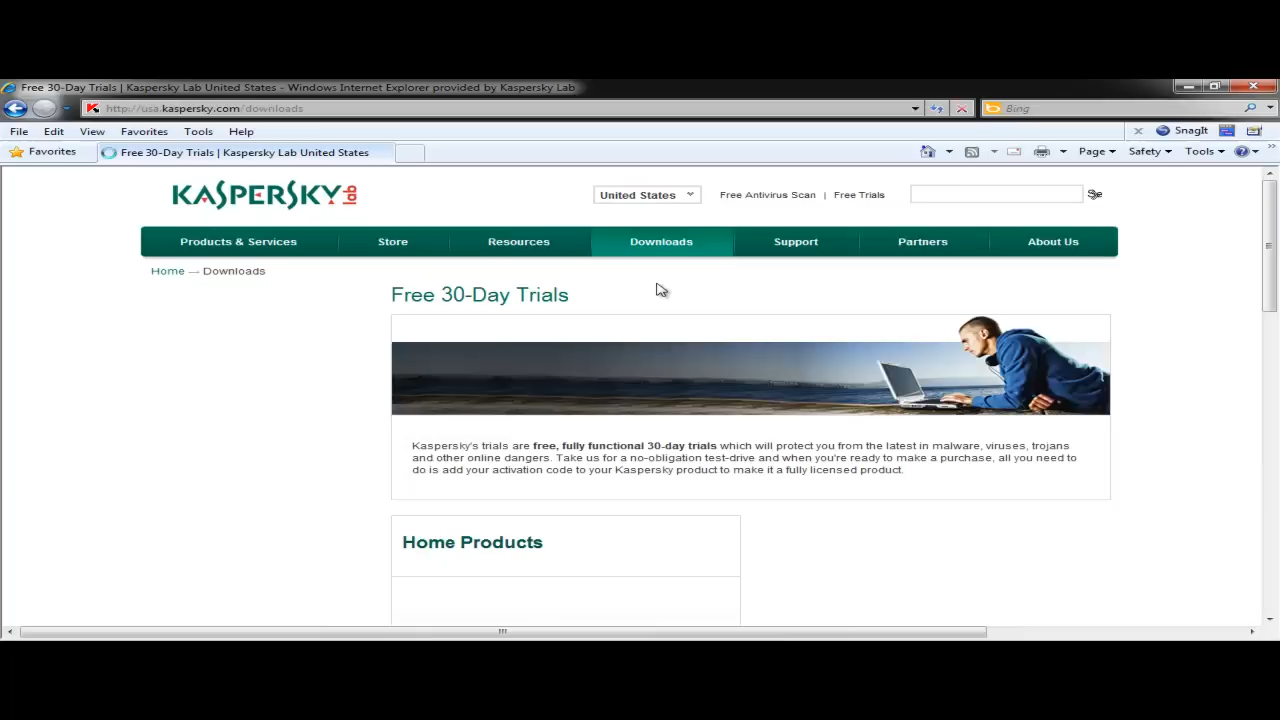 Free 30-Day Trials | Kaspersky Lab United States - Windows Internet Explorer provided by Kaspersky Lab
http://usa.kaspersky.com/downloads
Bing
File Edit View Favorites Tools Help
SnagIt
Favorites
Free 30-Day Trials | Kaspersky Lab United States
Page Safety Tools
KASPERSKY lab
United States
Free Antivirus Scan | Free Trials
Se
Products & Services Store Resources Downloads Support Partners About Us
Home → Downloads
Free 30-Day Trials
Kaspersky's trials are free, fully functional 30-day trials which will protect you from the latest in malware, viruses, trojans
and other online dangers. Take us for a no-obligation test-drive and when you're ready to make a purchase, all you need to
do is add your activation code to your Kaspersky product to make it a fully licensed product.
Home Products